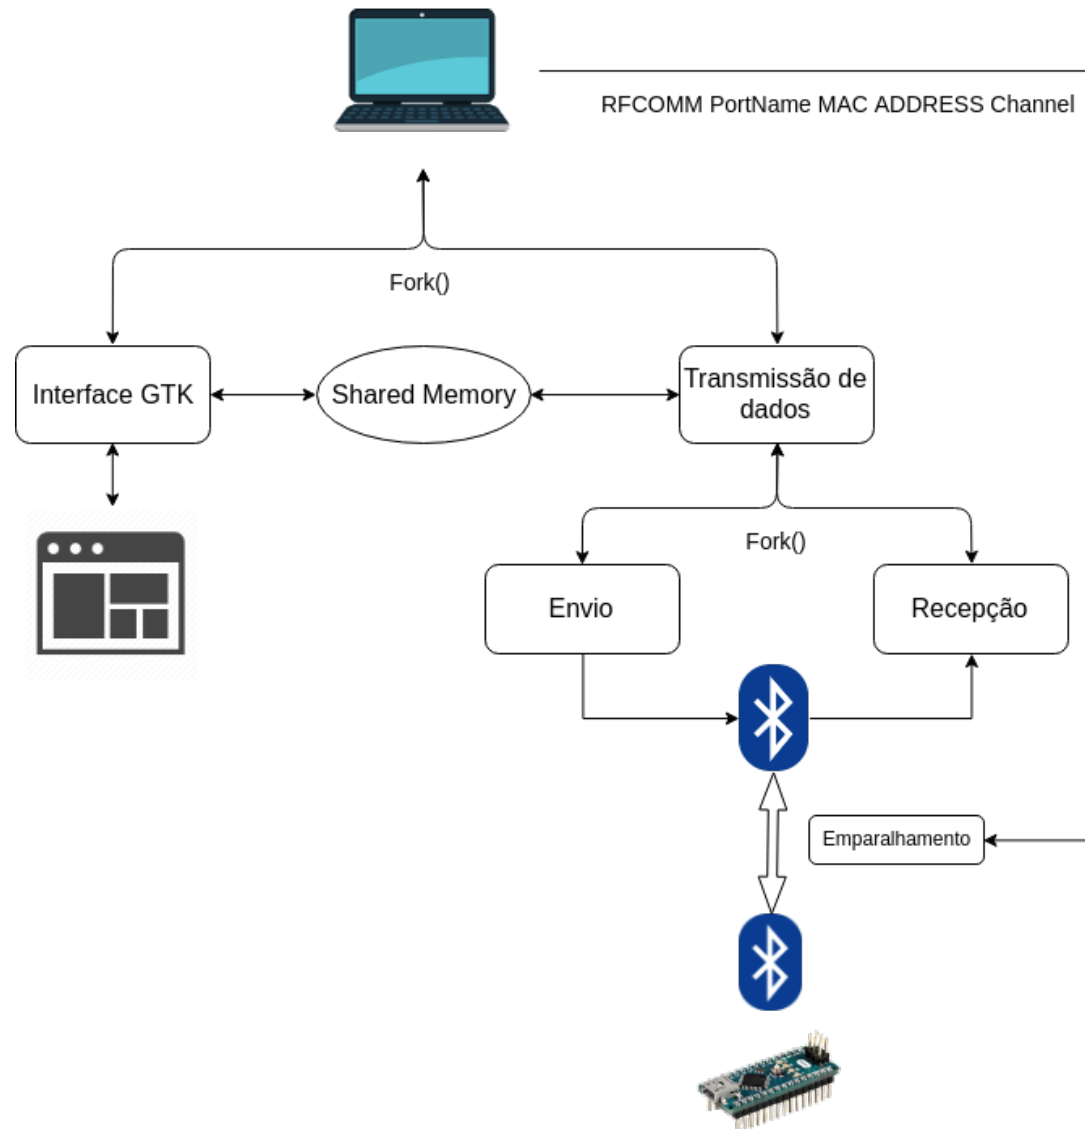 RFCOMM PortName MAC ADDRESS Channel
Fork()
Interface GTK
Shared Memory
Transmissão de
dados
Fork()
Envio
Recepção
Emparalhamento